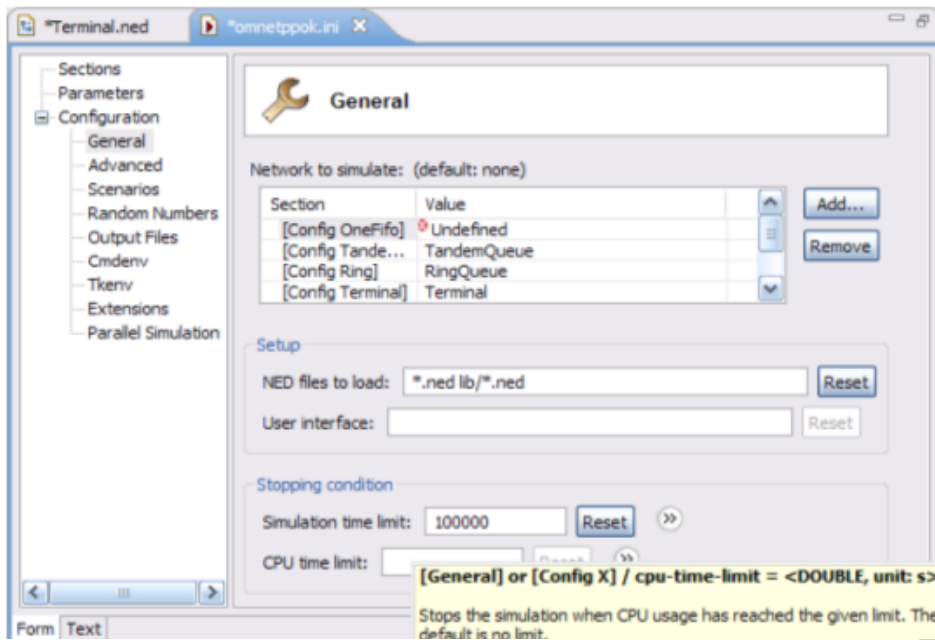 *Terminal.ned
*omnetppok.ini
Sections
Parameters
Configuration
General
Advanced
Scenarios
Random Numbers
Output Files
Cmdenv
Tkenv
Extensions
Parallel Simulation
General
Network to simulate: (default: none)
Section Value
[Config OneFifo] Undefined
[Config Tande... TandemQueue
[Config Ring] RingQueue
[Config Terminal] Terminal
Add...
Remove
Setup
NED files to load: *.ned lib/*.ned Reset
User interface: Reset
Stopping condition
Simulation time limit: 100000 Reset
CPU time limit: Reset
[General] or [Config X] / cpu-time-limit = <DOUBLE, unit: s>
Stops the simulation when CPU usage has reached the given limit. The
default is no limit.
Form Text